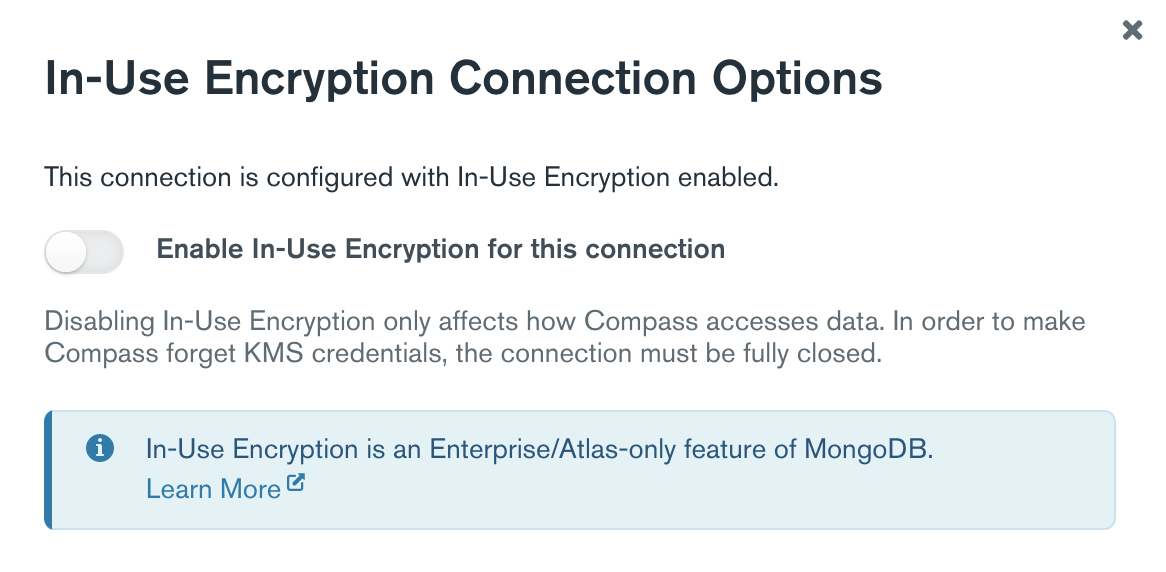 In-Use Encryption Connection Options
This connection is configured with In-Use Encryption enabled.
Enable In-Use Encryption for this connection
Disabling In-Use Encryption only affects how Compass accesses data. In order to make
Compass forget KMS credentials, the connection must be fully closed.
In-Use Encryption is an Enterprise/Atlas-only feature of MongoDB.
Learn More